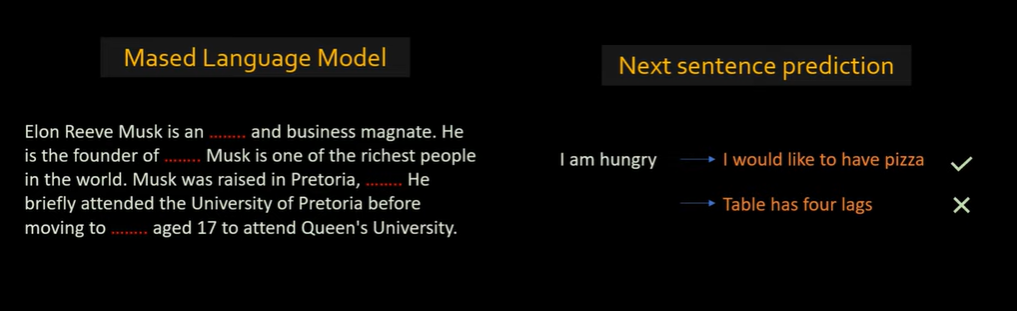 Mased Language Model
Elon Reeve Musk is an ........ and business magnate. He
is the founder of ........ Musk is one of the richest people
in the world. Musk was raised in Pretoria, ........ He
briefly attended the University of Pretoria before
moving to ........ aged 17 to attend Queen's University.
Next sentence prediction
I am hungry → I would like to have pizza ✓
→ Table has four lags ✕